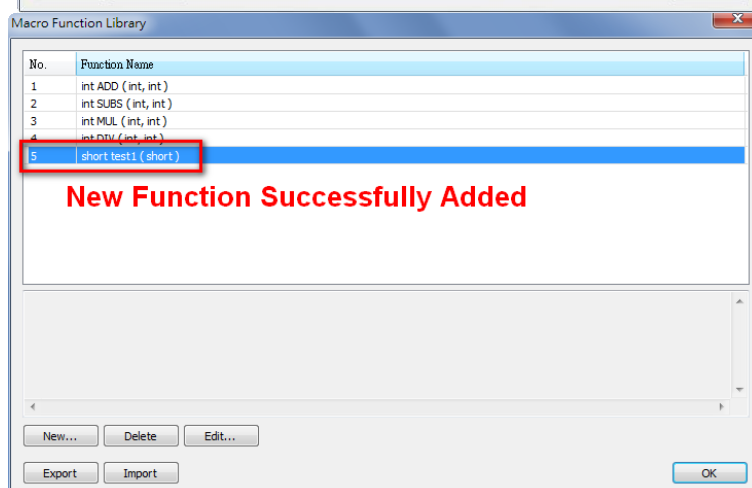 Macro Function Library
No. Function Name
1 int ADD ( int, int )
2 int SUBS ( int, int )
3 int MUL ( int, int )
4 int DIV ( int, int )
5 short test1 ( short )
New Function Successfully Added
New... Delete Edit...
Export Import OK